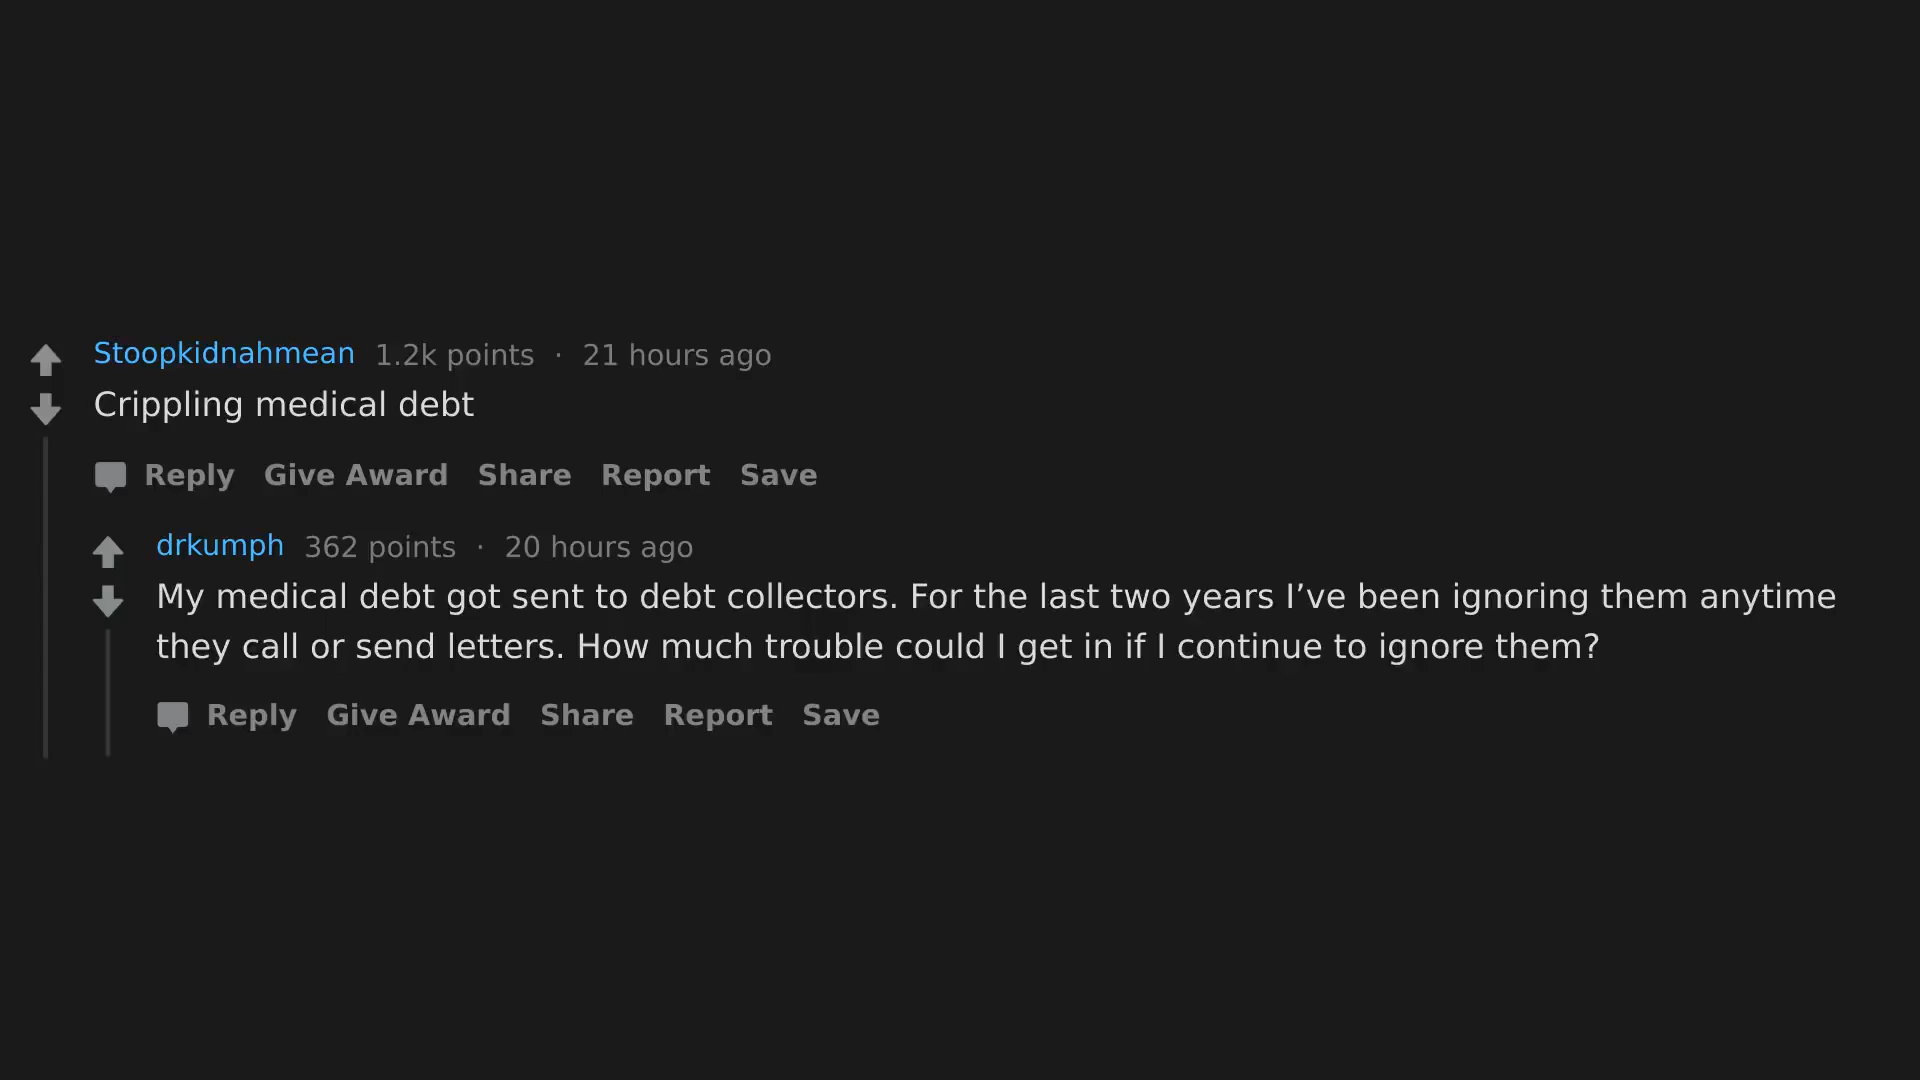 Stoopkidnahmean 1.2k points · 21 hours ago
Crippling medical debt
Reply Give Award Share Report Save
drkumph 362 points · 20 hours ago
My medical debt got sent to debt collectors. For the last two years I’ve been ignoring them anytime
they call or send letters. How much trouble could I get in if I continue to ignore them?
Reply Give Award Share Report Save